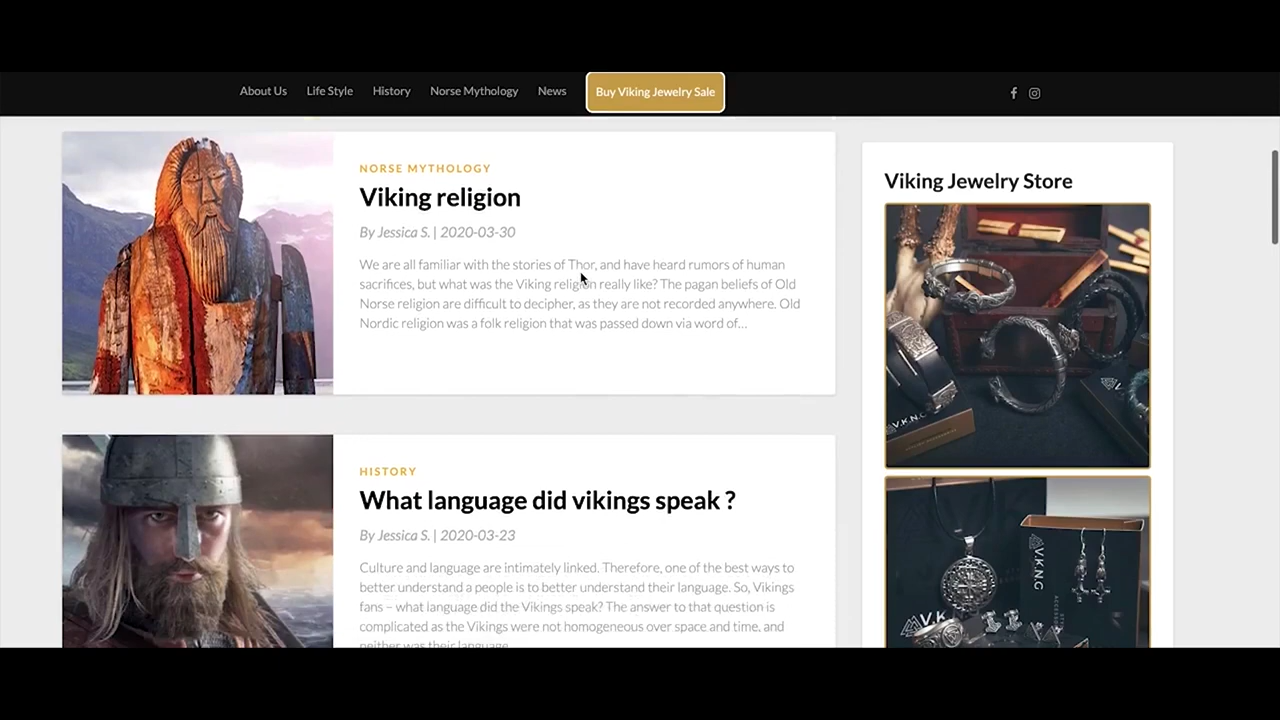 About Us Life Style History Norse Mythology News Buy Viking Jewelry Sale
NORSE MYTHOLOGY
Viking religion
By Jessica S. | 2020-03-30
We are all familiar with the stories of Thor, and have heard rumors of human
sacrifices, but what was the Viking religion really like? The pagan beliefs of Old
Norse religion are difficult to decipher, as they are not recorded anywhere. Old
Nordic religion was a folk religion that was passed down via word of...
HISTORY
What language did vikings speak ?
By Jessica S. | 2020-03-23
Culture and language are intimately linked. Therefore, one of the best ways to
better understand a people is to better understand their language. So, Vikings
fans – what language did the Vikings speak? The answer to that question is
complicated as the Vikings were not homogeneous over space and time, and
neither was their language.
Viking Jewelry Store
V.K.N.G
V.K
V.K.N.G
V.K